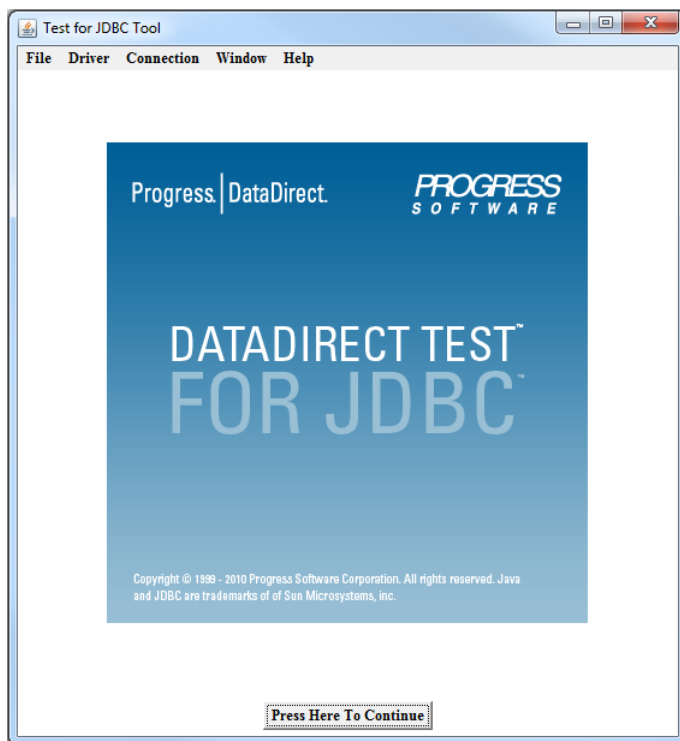 Test for JDBC Tool
File Driver Connection Window Help
Progress. | DataDirect.
PROGRESS
SOFTWARE
DATADIRECT TEST™
FOR JDBC™
Copyright © 1999 - 2010 Progress Software Corporation. All rights reserved. Java
and JDBC are trademarks of of Sun Microsystems, inc.
Press Here To Continue